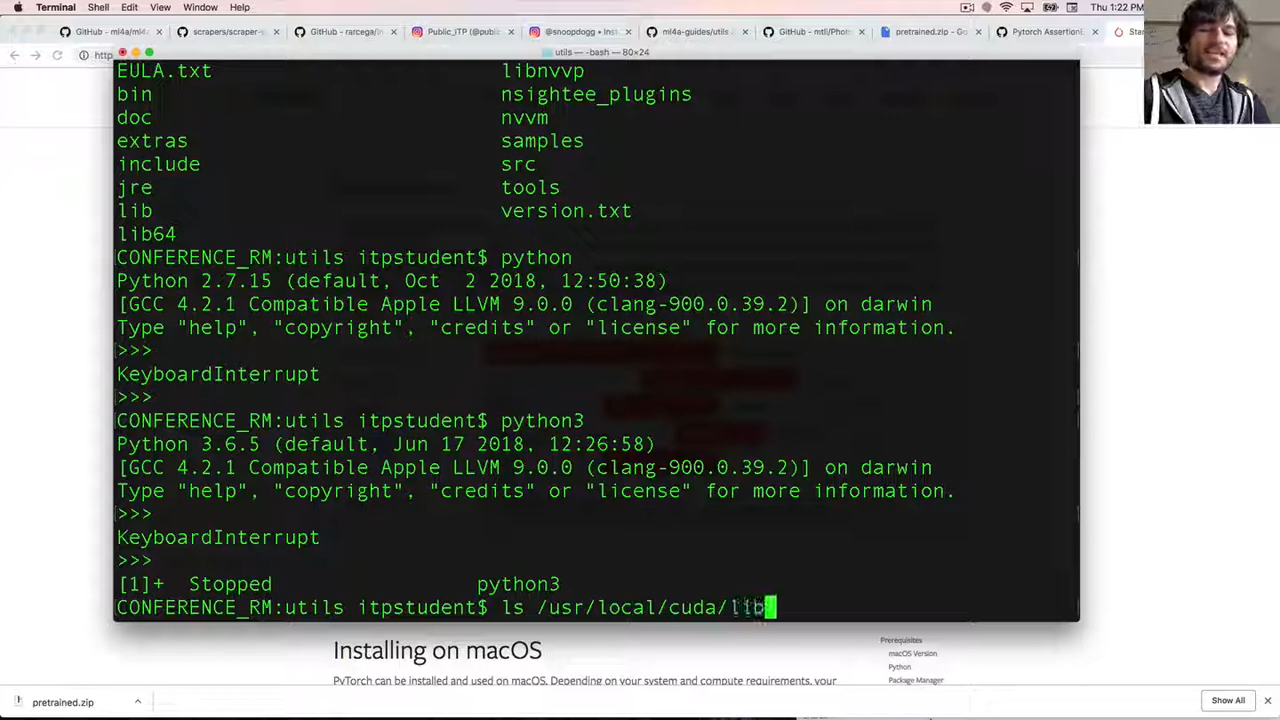 Terminal Shell Edit View Window Help Thu 1:22 P
GitHub - ml4a/ml4a scrapers/scraper- GitHub - rarcega/in Public_ITP (@public @snoopdogg • Inst ml4a-guides/utils GitHub - mtli/Phot pretrained.zip - Go Pytorch AssertionE Star
http
utils — -bash — 80×24
EULA.txt libnvvp
bin nsightee_plugins
doc nvvm
extras samples
include src
jre tools
lib version.txt
lib64
CONFERENCE_RM:utils itpstudent$ python
Python 2.7.15 (default, Oct  2 2018, 12:50:38)
[GCC 4.2.1 Compatible Apple LLVM 9.0.0 (clang-900.0.39.2)] on darwin
Type "help", "copyright", "credits" or "license" for more information.
>>>
KeyboardInterrupt
>>>
CONFERENCE_RM:utils itpstudent$ python3
Python 3.6.5 (default, Jun 17 2018, 12:26:58)
[GCC 4.2.1 Compatible Apple LLVM 9.0.0 (clang-900.0.39.2)] on darwin
Type "help", "copyright", "credits" or "license" for more information.
>>>
KeyboardInterrupt
>>>
[1]+  Stopped python3
CONFERENCE_RM:utils itpstudent$ ls /usr/local/cuda/lib
Installing on macOS
PyTorch can be installed and used on macOS. Depending on your system and compute requirements, your
Prerequisites
macOS Version
Python
Package Manager
pretrained.zip
Show All